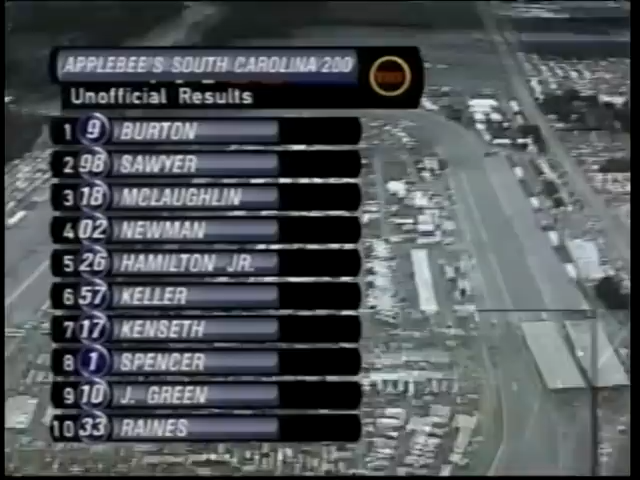 APPLEBEE'S SOUTH CAROLINA 200
Unofficial Results
1 9 BURTON
2 98 SAWYER
3 18 MCLAUGHLIN
4 02 NEWMAN
5 26 HAMILTON JR.
6 57 KELLER
7 17 KENSETH
8 1 SPENCER
9 10 J. GREEN
10 33 RAINES